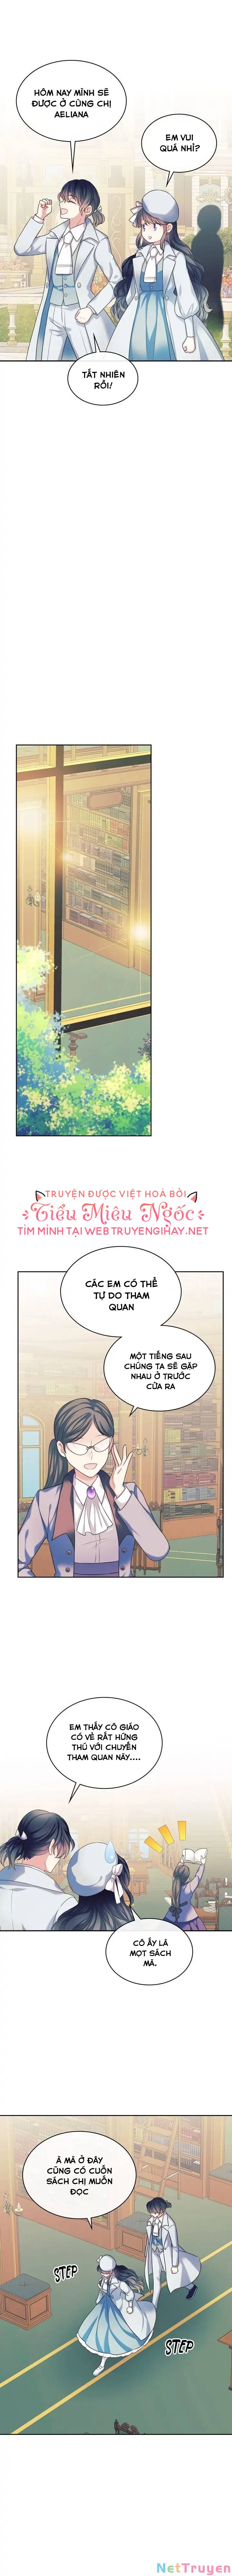 HÔM NAY MÌNH SẼ
ĐƯỢC Ở CÙNG CHỊ
AELIANA
EM VUI
QUÁ NHỈ?
TẤT NHIÊN
RỒI!
TRUYỆN ĐƯỢC VIỆT HOÁ BỞI
Tiểu Miêu Ngốc
TÌM MÌNH TẠI WEB TRUYENGIHAY.NET
CÁC EM CÓ THỂ
TỰ DO THAM
QUAN
MỘT TIẾNG SAU
CHÚNG TA SẼ GẶP
NHAU Ở TRƯỚC
CỬA RA
EM THẤY CÔ GIÁO
CÓ VẺ RẤT HỨNG
THÚ VỚI CHUYẾN
THAM QUAN NÀY....
CÔ ẤY LÀ
MỌT SÁCH
MÀ.
À MÀ Ở ĐÂY
CŨNG CÓ CUỐN
SÁCH CHỊ MUỐN
ĐỌC
STEP
STEP
NetTruyen